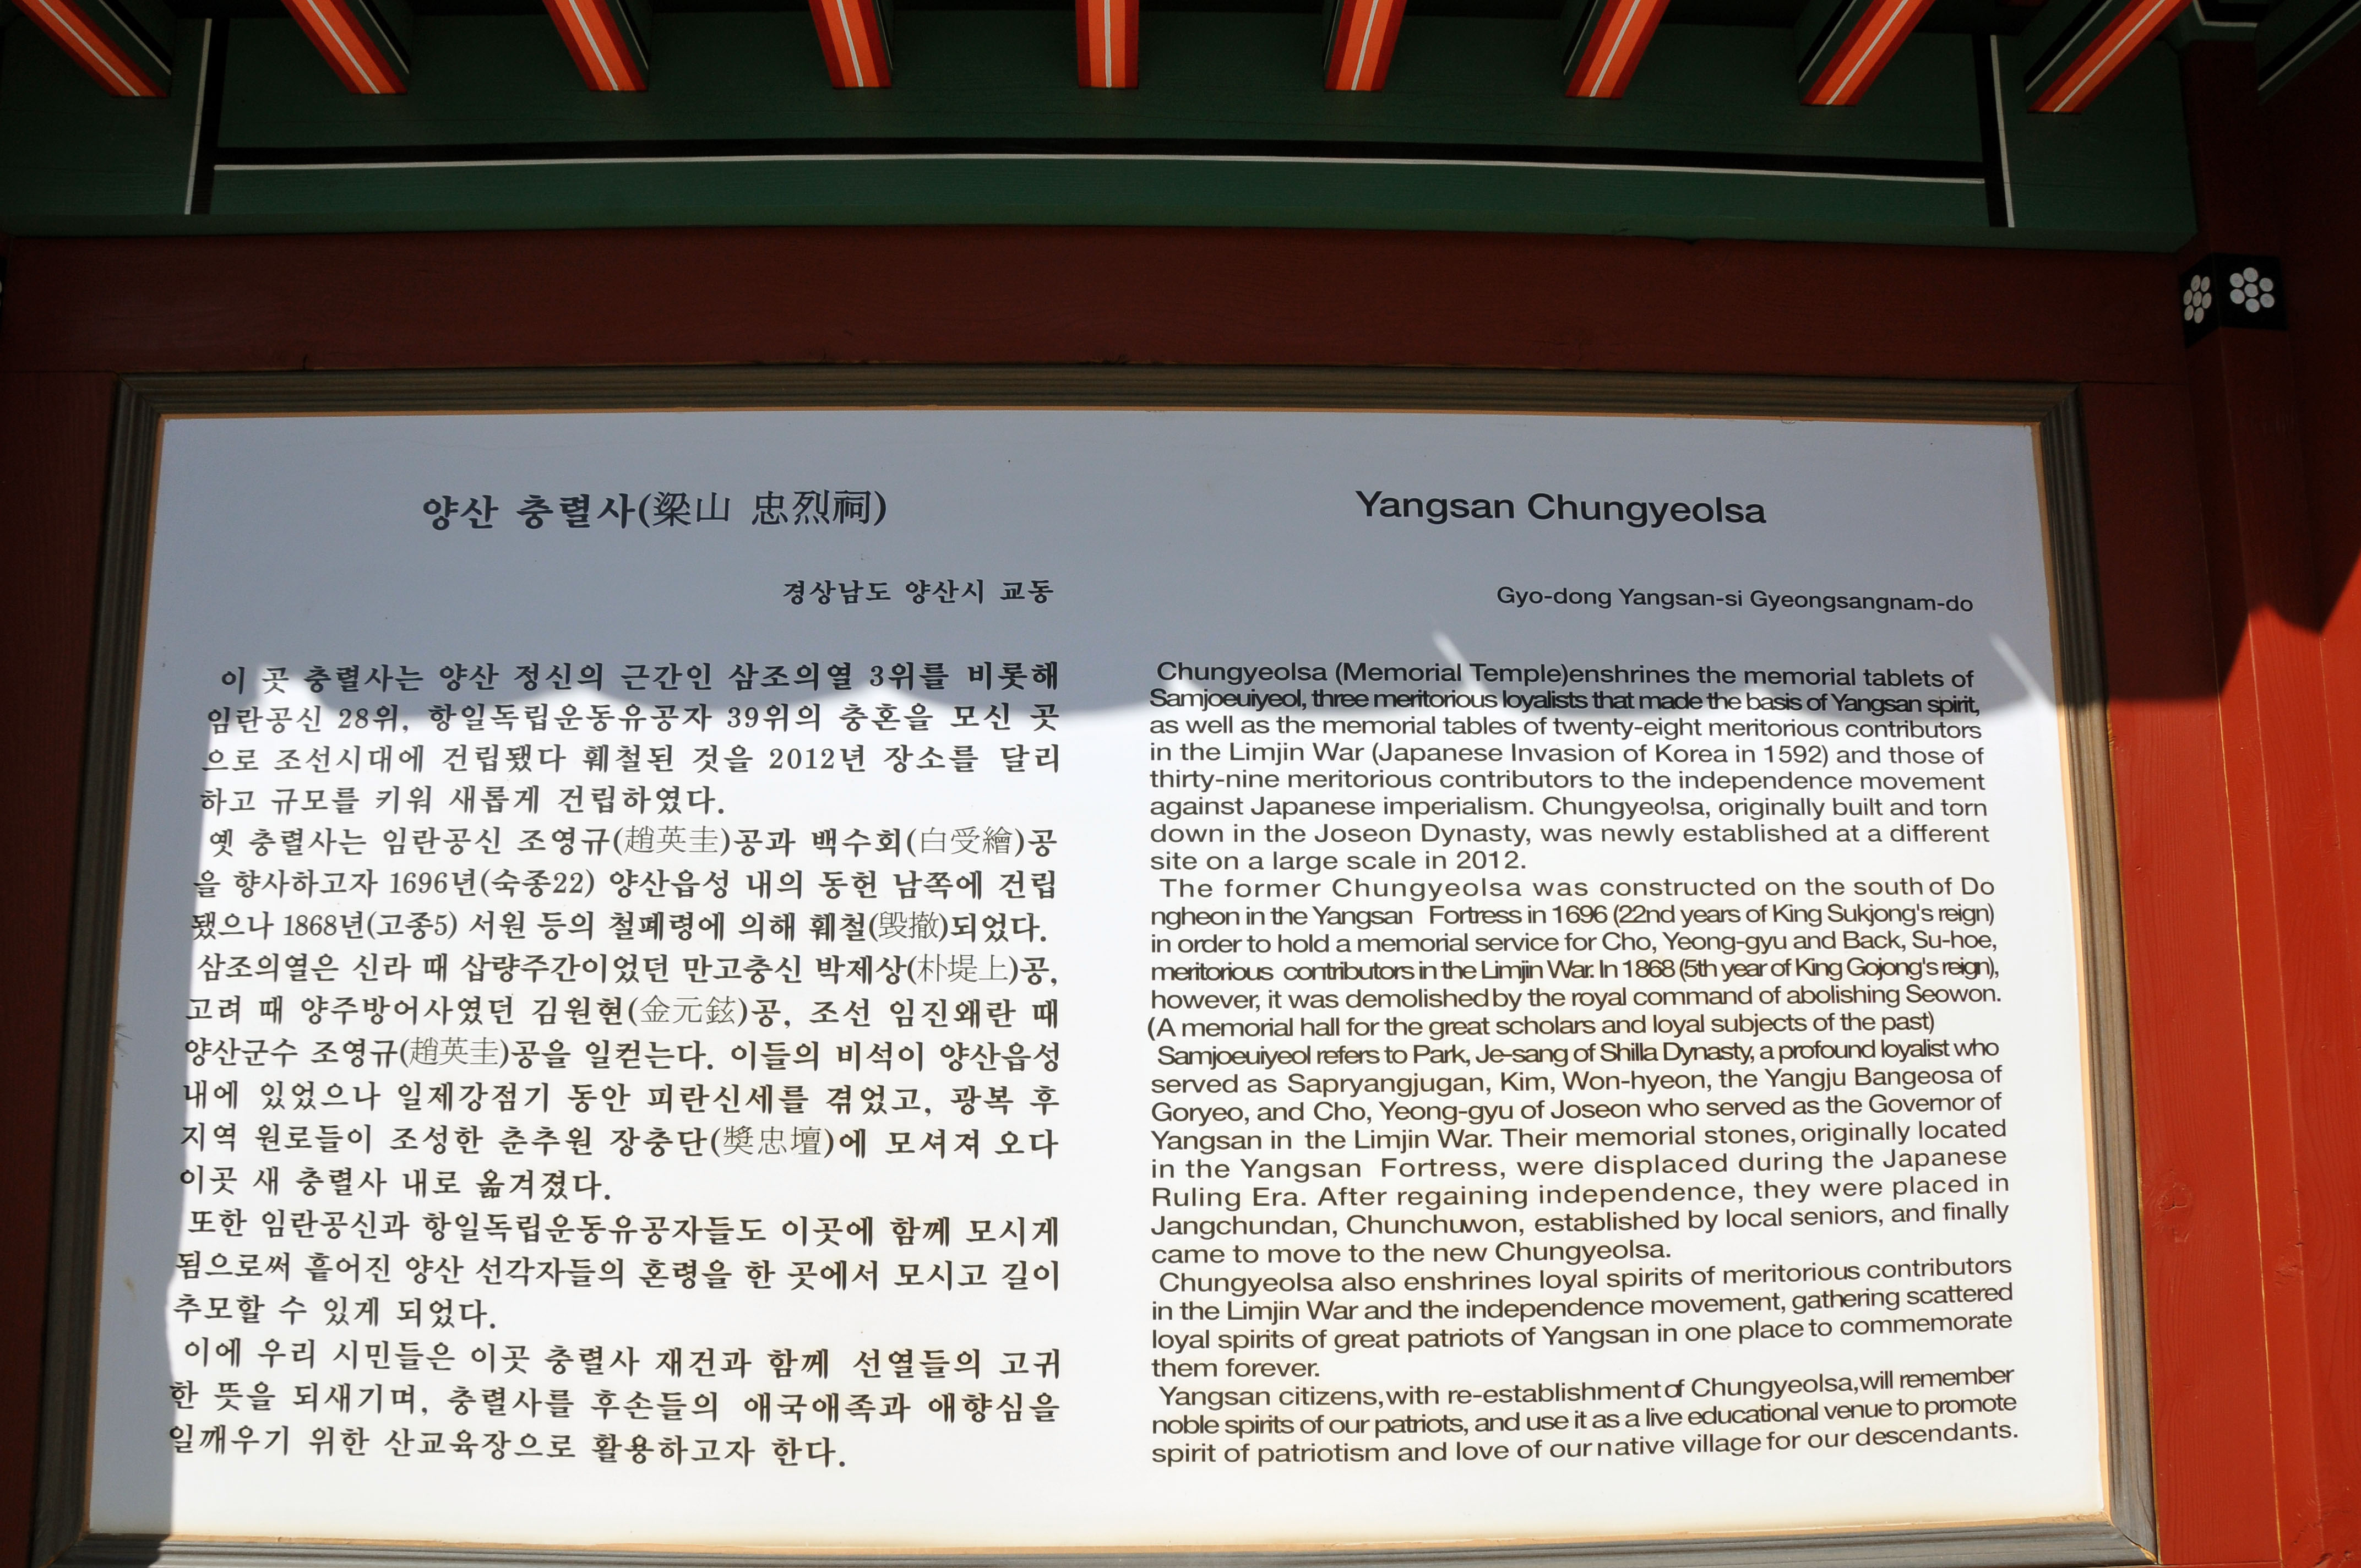 양산 충렬사(梁山 忠烈祠)
경상남도 양산시 교동
이 곳 충렬사는 양산 정신의 근간인 삼조의열 3위를 비롯해
임란공신 28위, 항일독립운동유공자 39위의 충혼을 모신 곳
으로 조선시대에 건립됐다 훼철된 것을 2012년 장소를 달리
하고 규모를 키워 새롭게 건립하였다.
옛 충렬사는 임란공신 조영규(趙英圭)공과 백수회(白受繪)공
을 향사하고자 1696년(숙종22) 양산읍성 내의 동헌 남쪽에 건립
됐으나 1868년(고종5) 서원 등의 철폐령에 의해 훼철(毁撤)되었다.
삼조의열은 신라 때 삽량주간이었던 만고충신 박제상(朴堤上)공,
고려 때 양주방어사였던 김원현(金元鉉)공, 조선 임진왜란 때
양산군수 조영규(趙英圭)공을 일컫는다. 이들의 비석이 양산읍성
내에 있었으나 일제강점기 동안 피란신세를 겪었고, 광복 후
지역 원로들이 조성한 춘추원 장충단(奬忠壇)에 모셔져 오다
이곳 새 충렬사 내로 옮겨졌다.
또한 임란공신과 항일독립운동유공자들도 이곳에 함께 모시게
됨으로써 흩어진 양산 선각자들의 혼령을 한 곳에서 모시고 길이
추모할 수 있게 되었다.
이에 우리 시민들은 이곳 충렬사 재건과 함께 선열들의 고귀
한 뜻을 되새기며, 충렬사를 후손들의 애국애족과 애향심을
일깨우기 위한 산교육장으로 활용하고자 한다.
Yangsan Chungyeolsa
Gyo-dong Yangsan-si Gyeongsangnam-do
Chungyeolsa (Memorial Temple)enshrines the memorial tablets of
Samjoeuiyeol, three meritorious loyalists that made the basis of Yangsan spirit,
as well as the memorial tables of twenty-eight meritorious contributors
in the Limjin War (Japanese Invasion of Korea in 1592) and those of
thirty-nine meritorious contributors to the independence movement
against Japanese imperialism. Chungyeolsa, originally built and torn
down in the Joseon Dynasty, was newly established at a different
site on a large scale in 2012.
The former Chungyeolsa was constructed on the south of Do
ngheon in the Yangsan Fortress in 1696 (22nd years of King Sukjong's reign)
in order to hold a memorial service for Cho, Yeong-gyu and Back, Su-hoe,
meritorious contributors in the Limjin War. In 1868 (5th year of King Gojong's reign),
however, it was demolished by the royal command of abolishing Seowon.
(A memorial hall for the great scholars and loyal subjects of the past)
Samjoeuiyeol refers to Park, Je-sang of Shilla Dynasty, a profound loyalist who
served as Sapryangjugan, Kim, Won-hyeon, the Yangju Bangeosa of
Goryeo, and Cho, Yeong-gyu of Joseon who served as the Governor of
Yangsan in the Limjin War. Their memorial stones, originally located
in the Yangsan Fortress, were displaced during the Japanese
Ruling Era. After regaining independence, they were placed in
Jangchundan, Chunchuwon, established by local seniors, and finally
came to move to the new Chungyeolsa.
Chungyeolsa also enshrines loyal spirits of meritorious contributors
in the Limjin War and the independence movement, gathering scattered
loyal spirits of great patriots of Yangsan in one place to commemorate
them forever.
Yangsan citizens, with re-establishment of Chungyeolsa, will remember
noble spirits of our patriots, and use it as a live educational venue to promote
spirit of patriotism and love of our native village for our descendants.